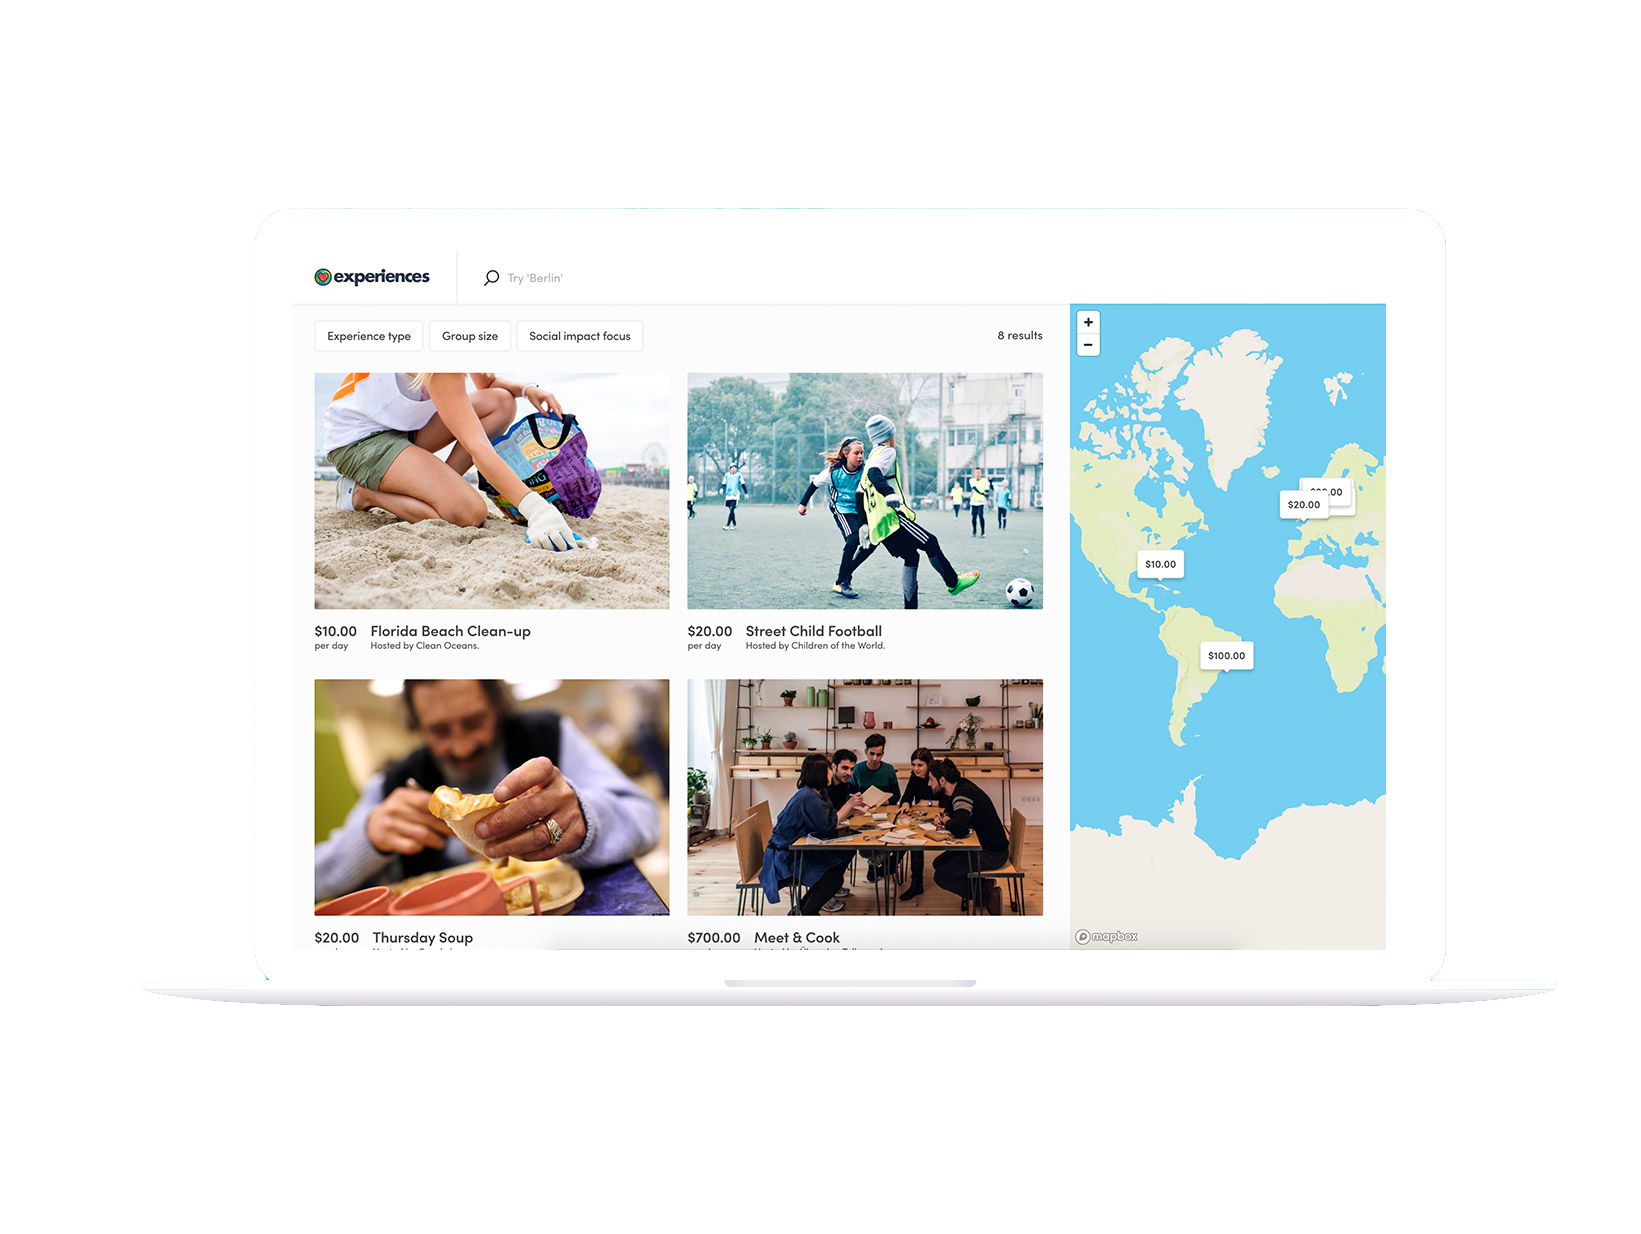 experiences
Try 'Berlin'
Experience type
Group size
Social impact focus
8 results
$10.00 Florida Beach Clean-up
per day Hosted by Clean Oceans.
$20.00 Street Child Football
per day Hosted by Children of the World.
$20.00 Thursday Soup
$700.00 Meet & Cook
+
−
.00
$20.00
$10.00
$100.00
mapbox